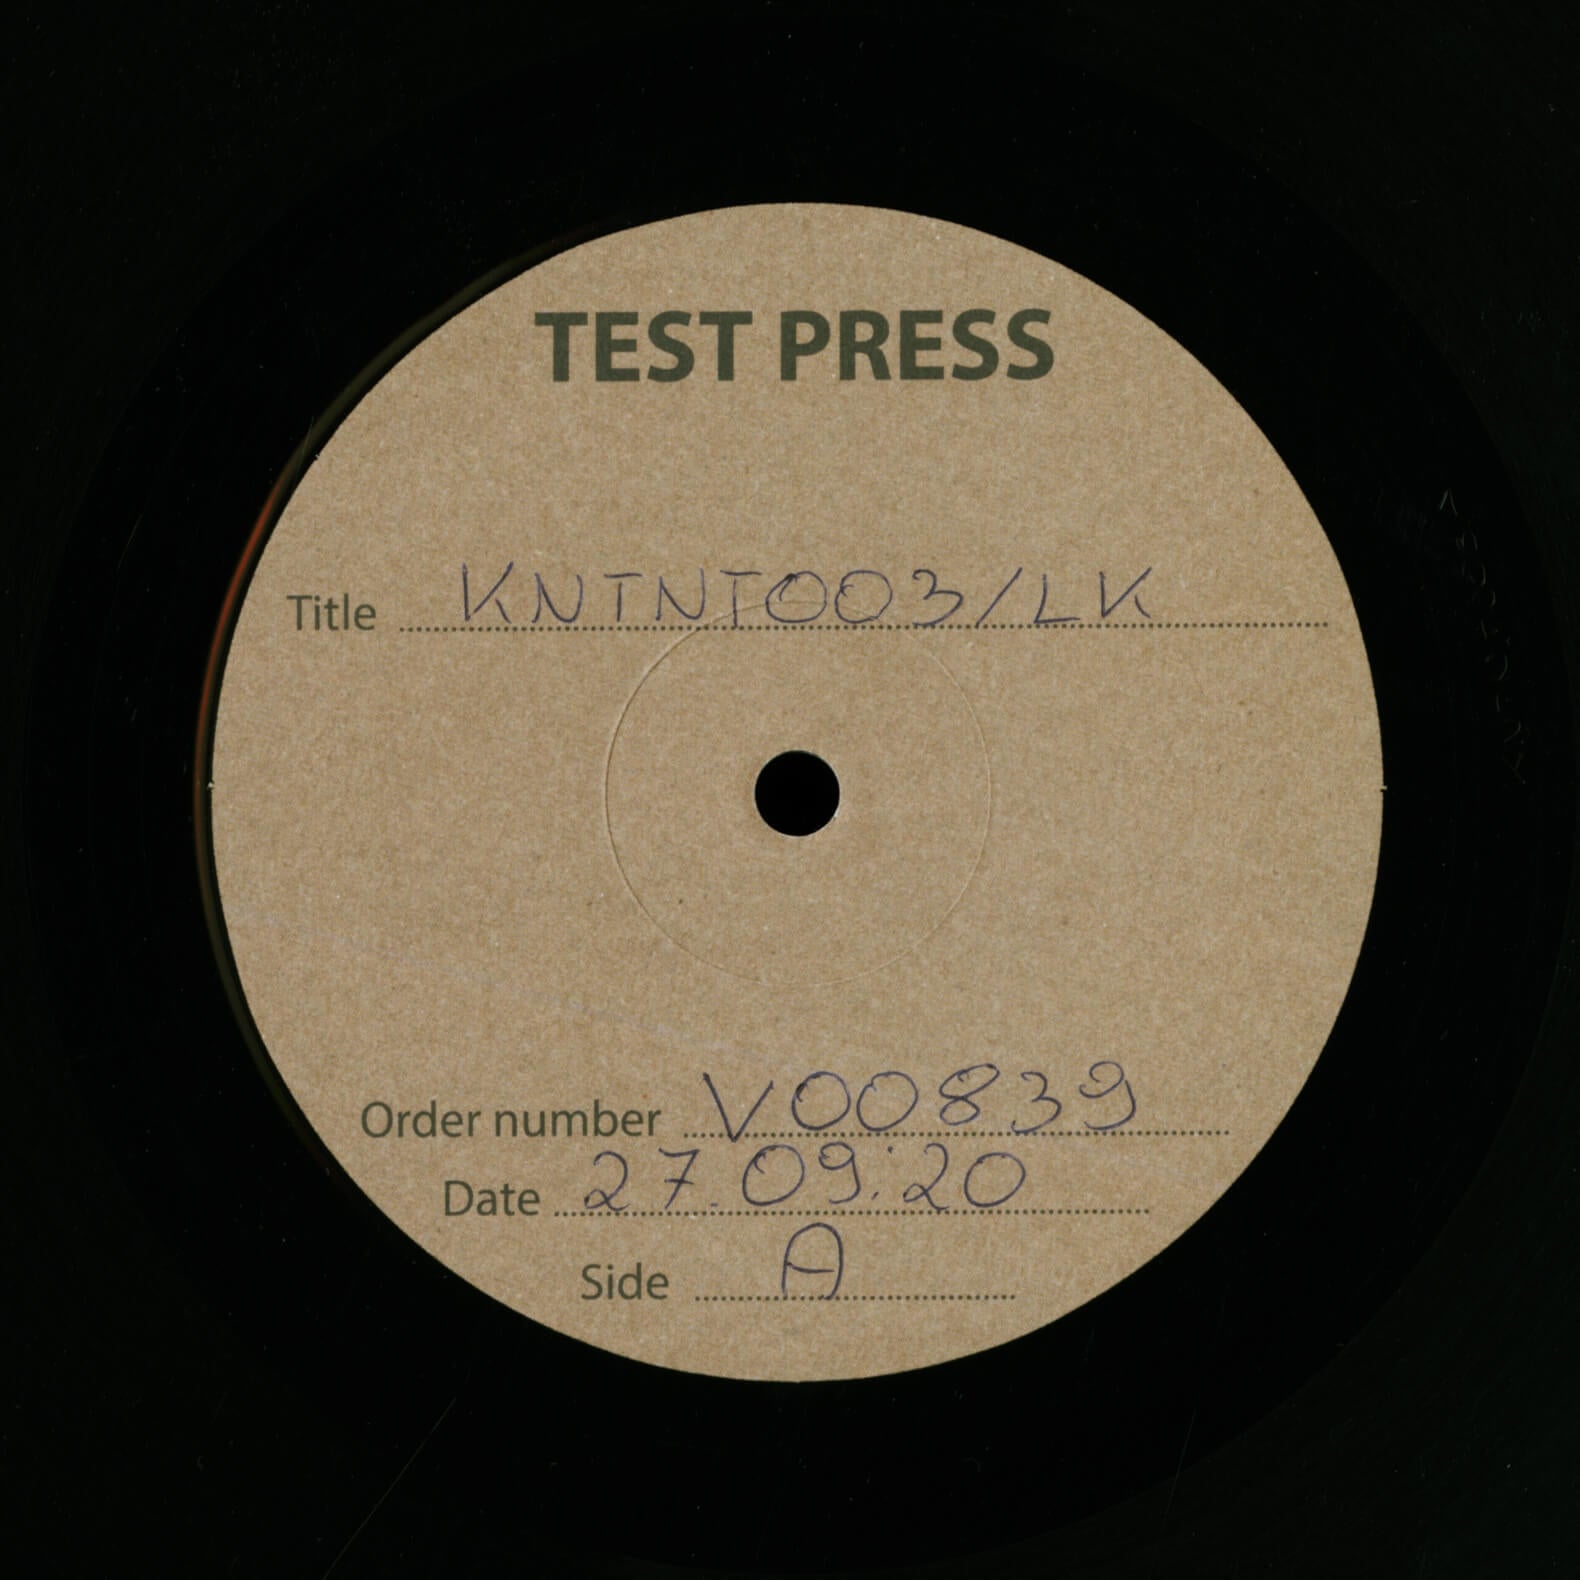 TEST PRESS
Title KNTNT003/LK
Order number V00839
Date 27.09.20
Side A